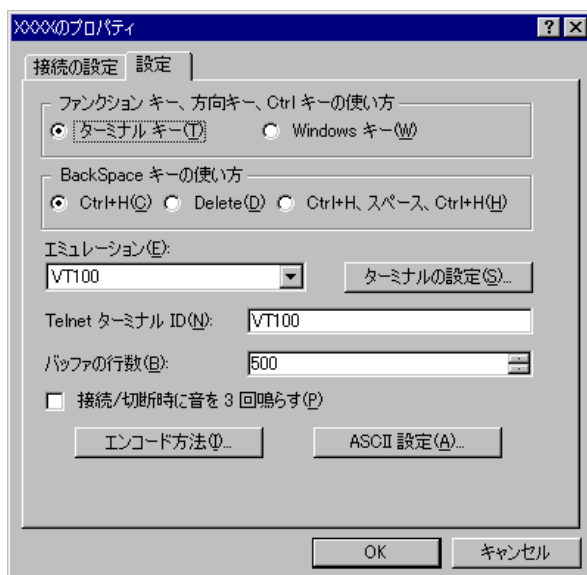 XXXXのプロパティ
接続の設定 設定
ファンクション キー、方向キー、Ctrl キーの使い方
ターミナル キー(T) Windows キー(W)
BackSpace キーの使い方
Ctrl+H(C) Delete(D) Ctrl+H、スペース、Ctrl+H(H)
エミュレーション(E):
VT100 ターミナルの設定(S)...
Telnet ターミナル ID(N): VT100
バッファの行数(B): 500
接続/切断時に音を 3 回鳴らす(P)
エンコード方法(I)... ASCII 設定(A)...
OK キャンセル